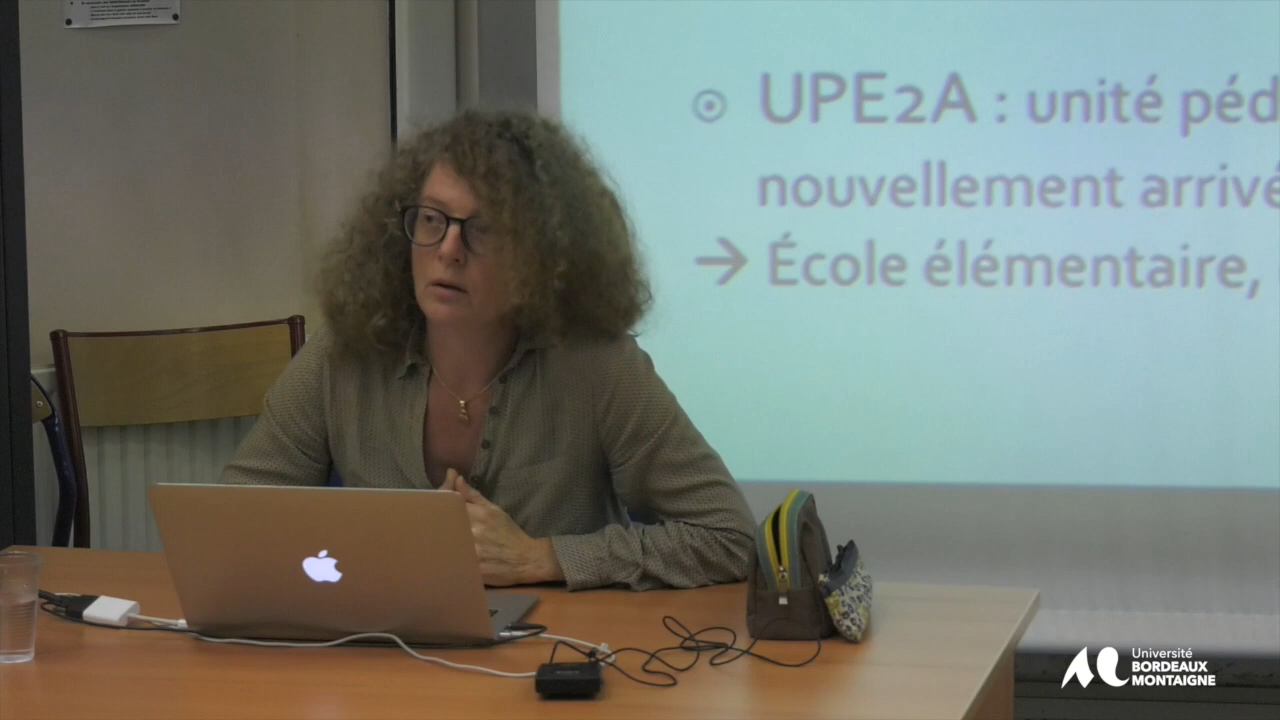 UPE2A : unité péd
nouvellement arrivé
→ École élémentaire,
Université
BORDEAUX
MONTAIGNE